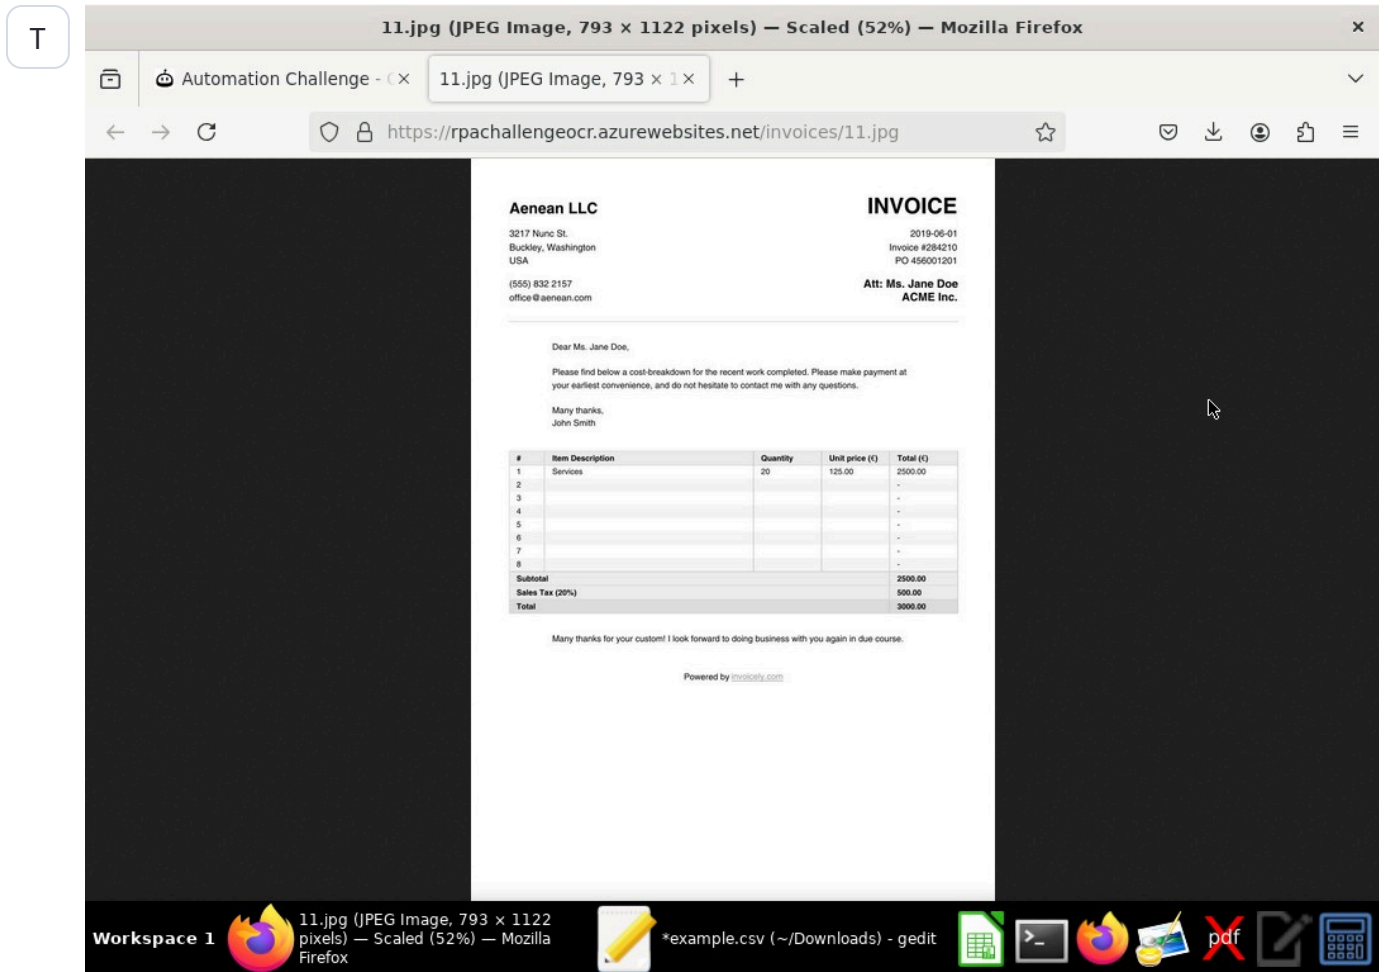 T
11.jpg (JPEG Image, 793 × 1122 pixels) — Scaled (52%) — Mozilla Firefox
Automation Challenge -
11.jpg (JPEG Image, 793 × 1
https://rpachallengeocr.azurewebsites.net/invoices/11.jpg
Aenean LLC
INVOICE
3217 Nunc St.
2019-06-01
Buckley, Washington
Invoice #284210
USA
PO 456001201
(555) 832 2157
Att: Ms. Jane Doe
office@aenean.com
ACME Inc.
Dear Ms. Jane Doe,
Please find below a cost-breakdown for the recent work completed. Please make payment at
your earliest convenience, and do not hesitate to contact me with any questions.
Many thanks,
John Smith
# Item Description Quantity Unit price (€) Total (€)
1 Services 20 125.00 2500.00
2 -
3 -
4 -
5 -
6 -
7 -
8 -
Subtotal 2500.00
Sales Tax (20%) 500.00
Total 3000.00
Many thanks for your custom! I look forward to doing business with you again in due course.
Powered by invoicely.com
Workspace 1
11.jpg (JPEG Image, 793 × 1122
pixels) — Scaled (52%) — Mozilla
Firefox
*example.csv (~/Downloads) - gedit
pdf